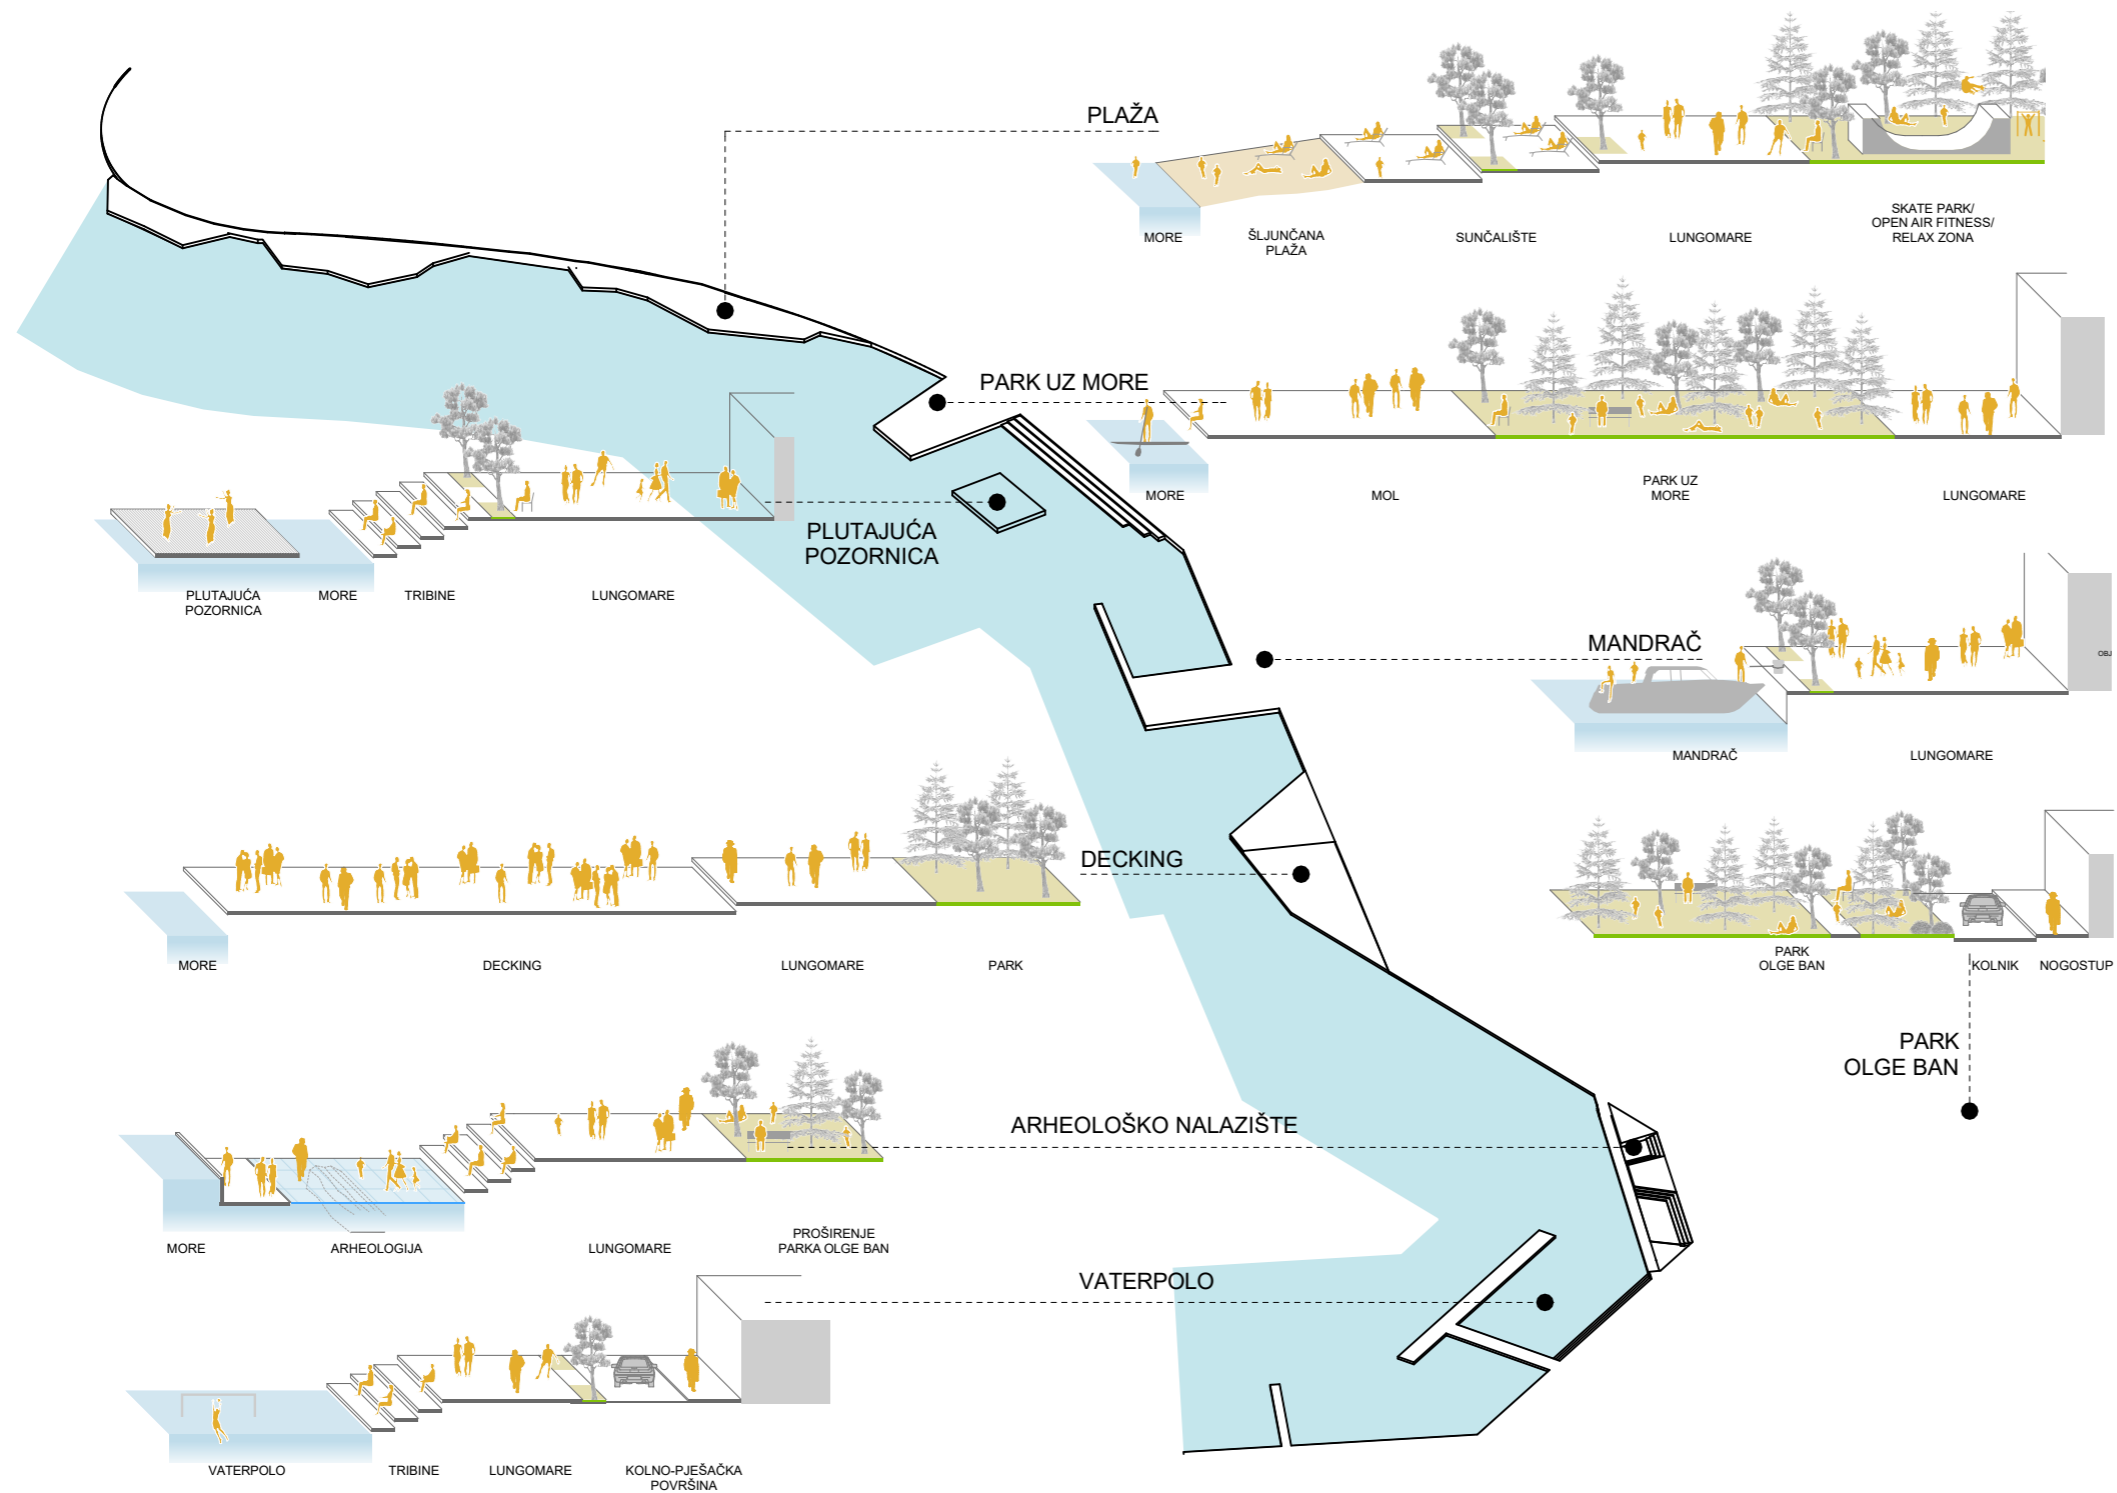 PLAŽA
MORE
ŠLJUNČANA
PLAŽA
SUNČALIŠTE
LUNGOMARE
SKATE PARK/
OPEN AIR FITNESS/
RELAX ZONA
PARK UZ MORE
MORE
MOL
PARK UZ
MORE
LUNGOMARE
PLUTAJUĆA
POZORNICA
PLUTAJUĆA
POZORNICA
MORE
TRIBINE
LUNGOMARE
MANDRAČ
OBJ
MANDRAČ
LUNGOMARE
DECKING
MORE
DECKING
LUNGOMARE
PARK
PARK
OLGE BAN
KOLNIK
NOGOSTUP
PARK
OLGE BAN
ARHEOLOŠKO NALAZIŠTE
MORE
ARHEOLOGIJA
LUNGOMARE
PROŠIRENJE
PARKA OLGE BAN
VATERPOLO
VATERPOLO
TRIBINE
LUNGOMARE
KOLNO-PJEŠAČKA
POVRŠINA